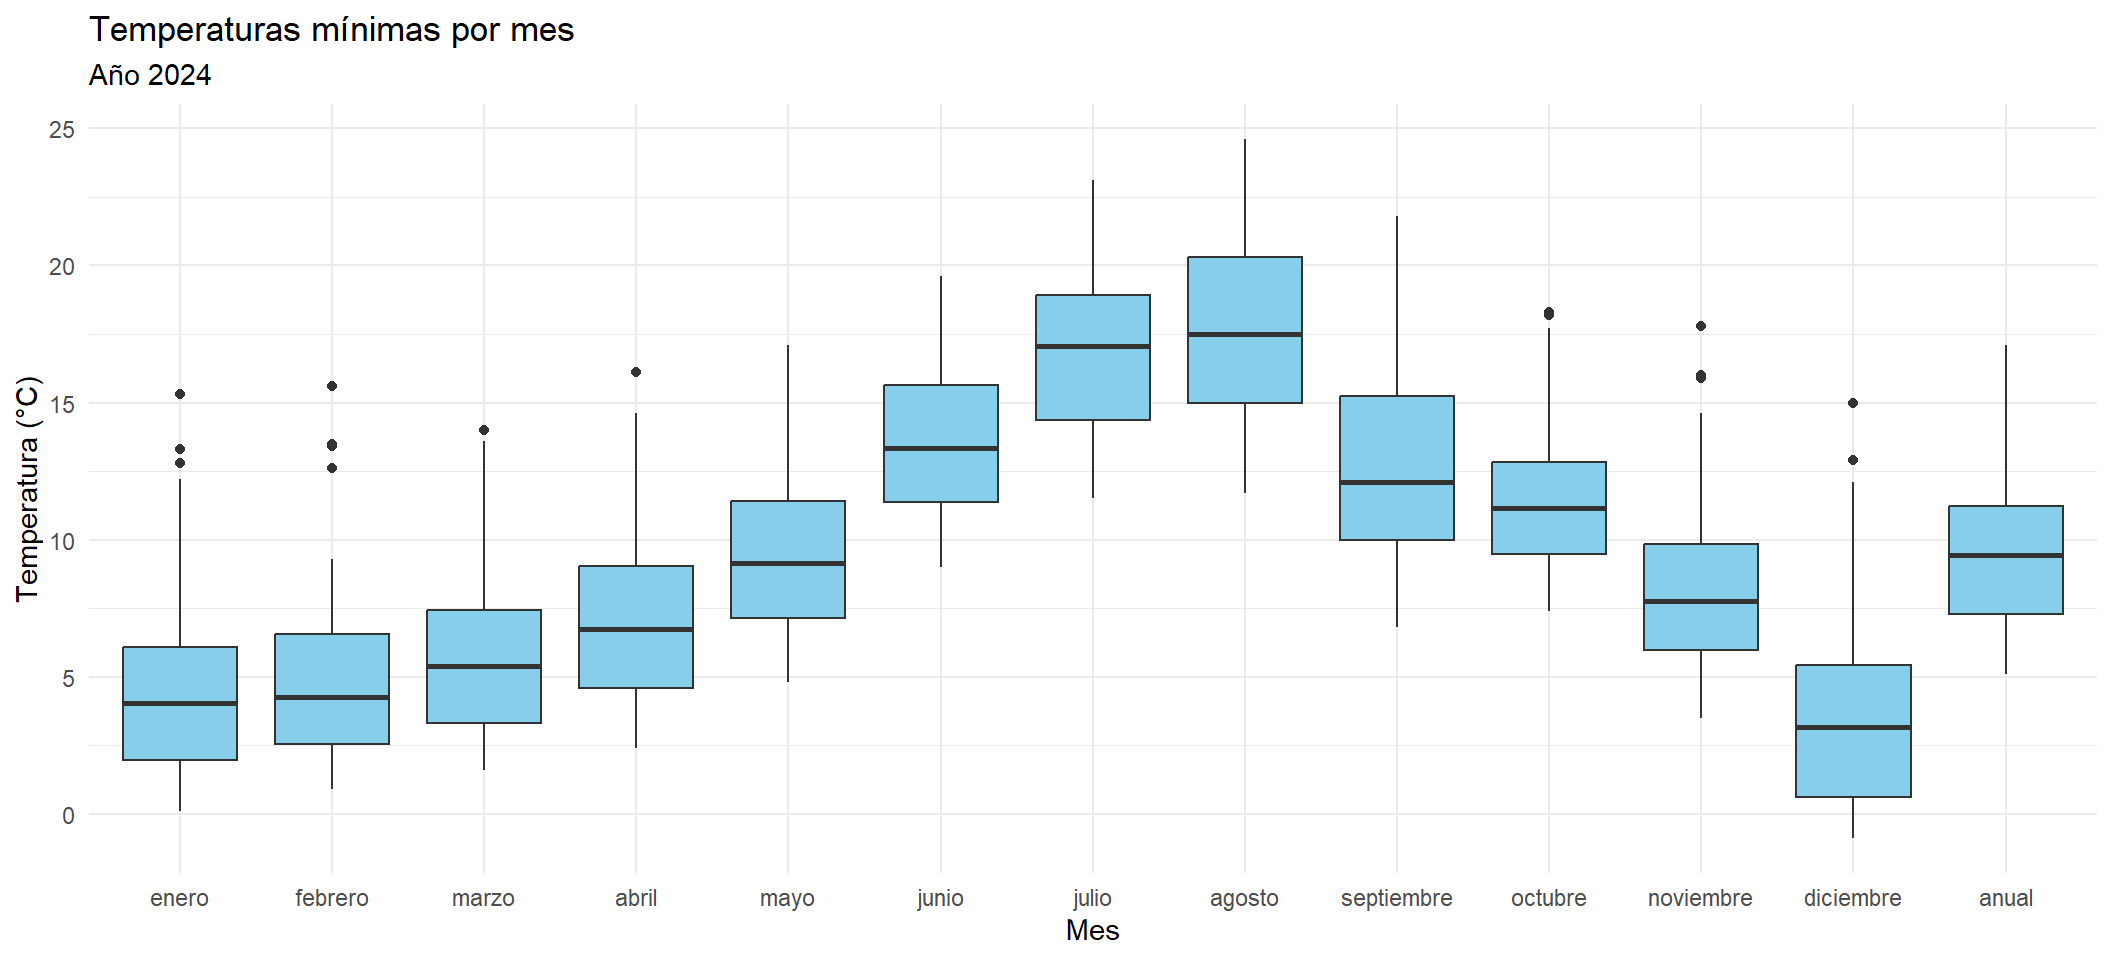 Temperaturas mínimas por mes
Año 2024
Temperatura (°C)
25
20
15
10
5
0
enero febrero marzo abril mayo junio julio agosto septiembre octubre noviembre diciembre anual
Mes